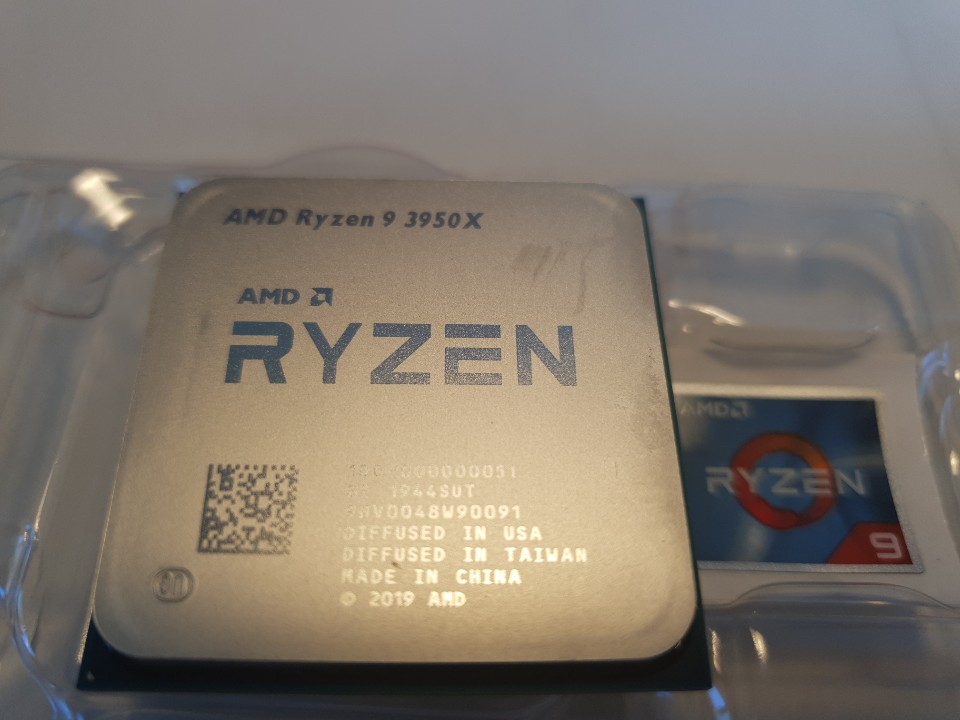 AMD Ryzen 9 3950X
AMD
RYZEN
1944SUT
DIFFUSED IN USA
DIFFUSED IN TAIWAN
MADE IN CHINA
© 2019 AMD
AMD
RYZEN
9